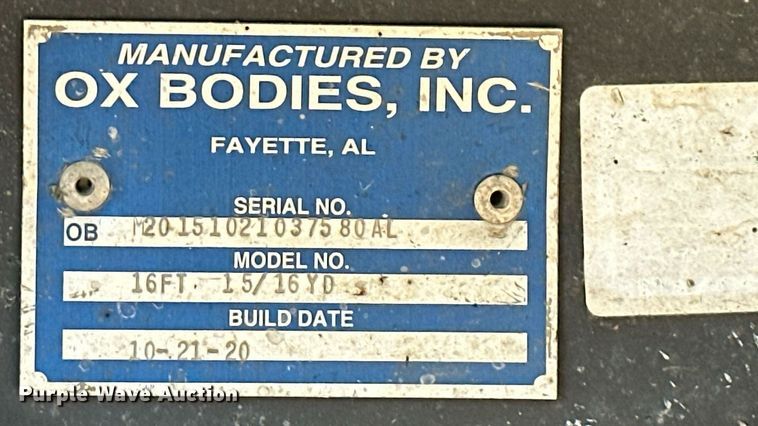 MANUFACTURED BY
OX BODIES, INC.
FAYETTE, AL
SERIAL NO.
OB M20151021037580AL
MODEL NO.
16FT 15/16YD
BUILD DATE
10-21-20
Purple Wave Auction